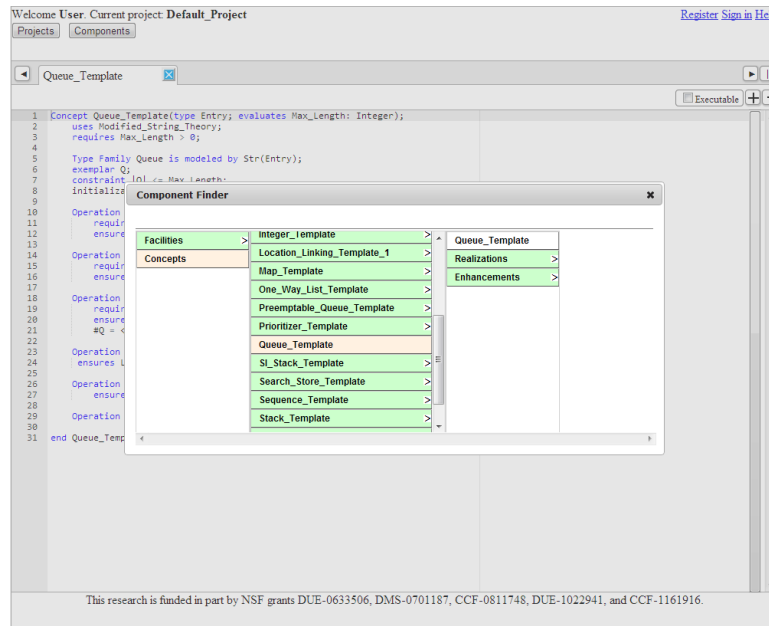 Welcome User. Current project: Default_Project
Register Sign in He
Projects Components
Queue_Template
Executable
1 Concept Queue_Template(type Entry; evaluates Max_Length: Integer);
2 uses Modified_String_Theory;
3 requires Max_Length > 0;
4
5 Type Family Queue is modeled by Str(Entry);
6 exemplar Q;
7 constraint |Q| <= Max_Length;
8 initializa
9
10 Operation
11 requir
12 ensure
13
14 Operation
15 requir
16 ensure
17
18 Operation
19 requir
20 ensure
21 #Q = <
22
23 Operation
24 ensures L
25
26 Operation
27 ensure
28
29 Operation
30
31 end Queue_Temp
Component Finder
Facilities >
Concepts
Integer_Template >
Location_Linking_Template_1 >
Map_Template >
One_Way_List_Template >
Preemptable_Queue_Template >
Prioritizer_Template >
Queue_Template
SI_Stack_Template >
Search_Store_Template >
Sequence_Template >
Stack_Template >
Queue_Template
Realizations >
Enhancements >
This research is funded in part by NSF grants DUE-0633506, DMS-0701187, CCF-0811748, DUE-1022941, and CCF-1161916.